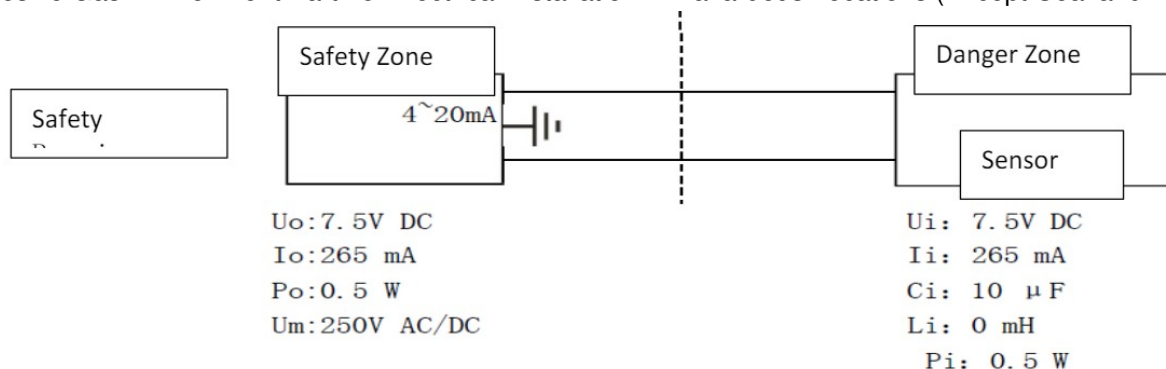 Safety Zone
Danger Zone
Safety
4~20mA
Sensor
Uo:7.5V DC
Io:265 mA
Po:0.5 W
Um:250V AC/DC
Ui: 7.5V DC
Ii: 265 mA
Ci: 10 μF
Li: 0 mH
Pi: 0.5 W